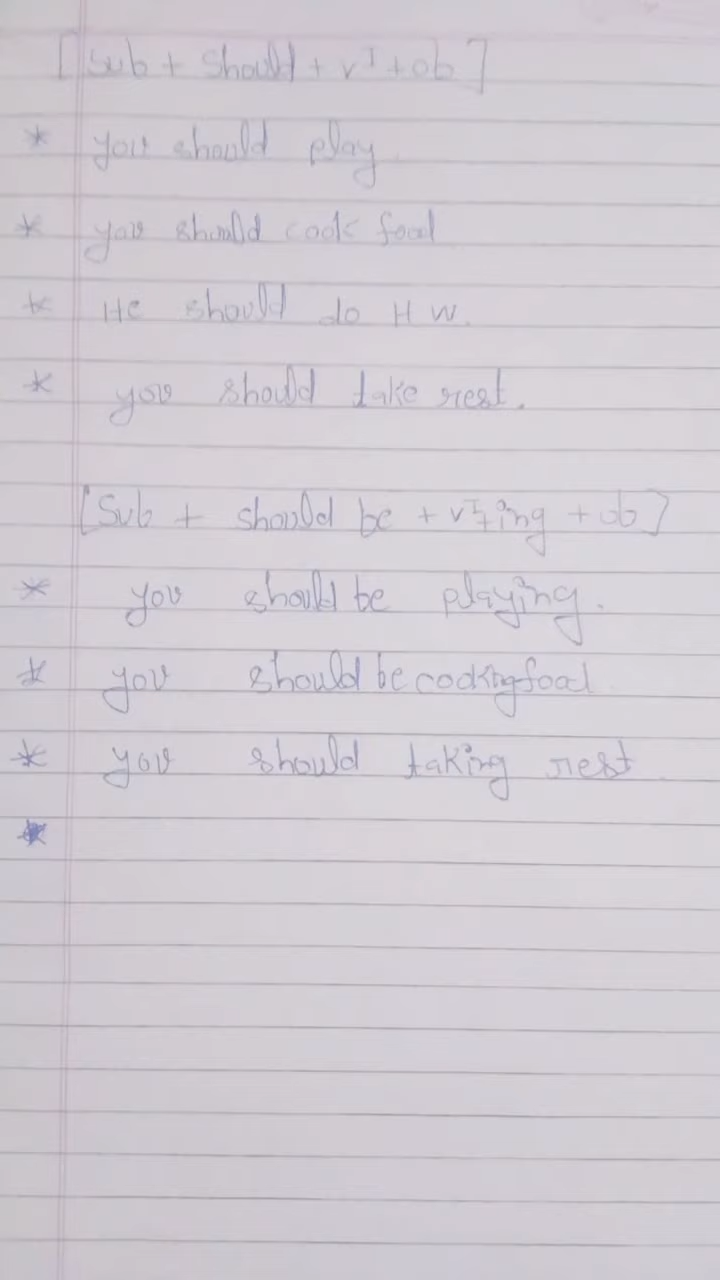 [Sub + should + v¹ + ob]
* you should play.
* you should cook food
* He should do H W.
* you should take rest.
[Sub + should be + v¹+ing + ob]
* you should be playing.
* you should be cooking food
* you should taking rest.
*